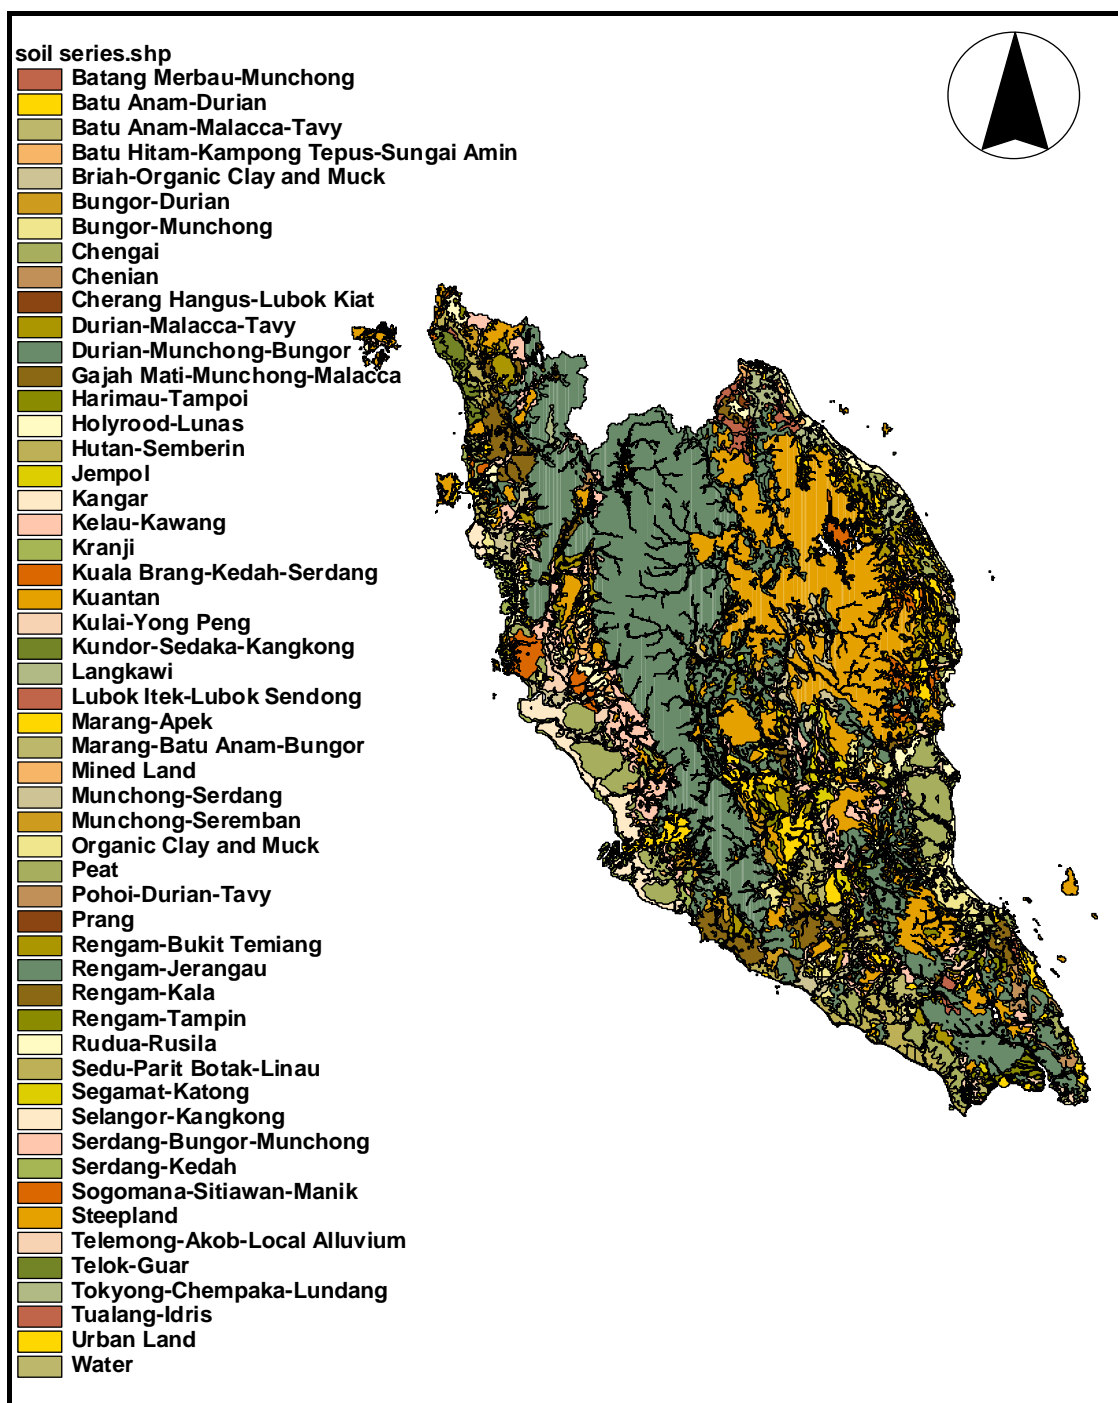 soil series.shp
Batang Merbau-Munchong
Batu Anam-Durian
Batu Anam-Malacca-Tavy
Batu Hitam-Kampong Tepus-Sungai Amin
Briah-Organic Clay and Muck
Bungor-Durian
Bungor-Munchong
Chengai
Chenian
Cherang Hangus-Lubok Kiat
Durian-Malacca-Tavy
Durian-Munchong-Bungor
Gajah Mati-Munchong-Malacca
Harimau-Tampoi
Holyrood-Lunas
Hutan-Semberin
Jempol
Kangar
Kelau-Kawang
Kranji
Kuala Brang-Kedah-Serdang
Kuantan
Kulai-Yong Peng
Kundor-Sedaka-Kangkong
Langkawi
Lubok Itek-Lubok Sendong
Marang-Apek
Marang-Batu Anam-Bungor
Mined Land
Munchong-Serdang
Munchong-Seremban
Organic Clay and Muck
Peat
Pohoi-Durian-Tavy
Prang
Rengam-Bukit Temiang
Rengam-Jerangau
Rengam-Kala
Rengam-Tampin
Rudua-Rusila
Sedu-Parit Botak-Linau
Segamat-Katong
Selangor-Kangkong
Serdang-Bungor-Munchong
Serdang-Kedah
Sogomana-Sitiawan-Manik
Steepland
Telemong-Akob-Local Alluvium
Telok-Guar
Tokyong-Chempaka-Lundang
Tualang-Idris
Urban Land
Water